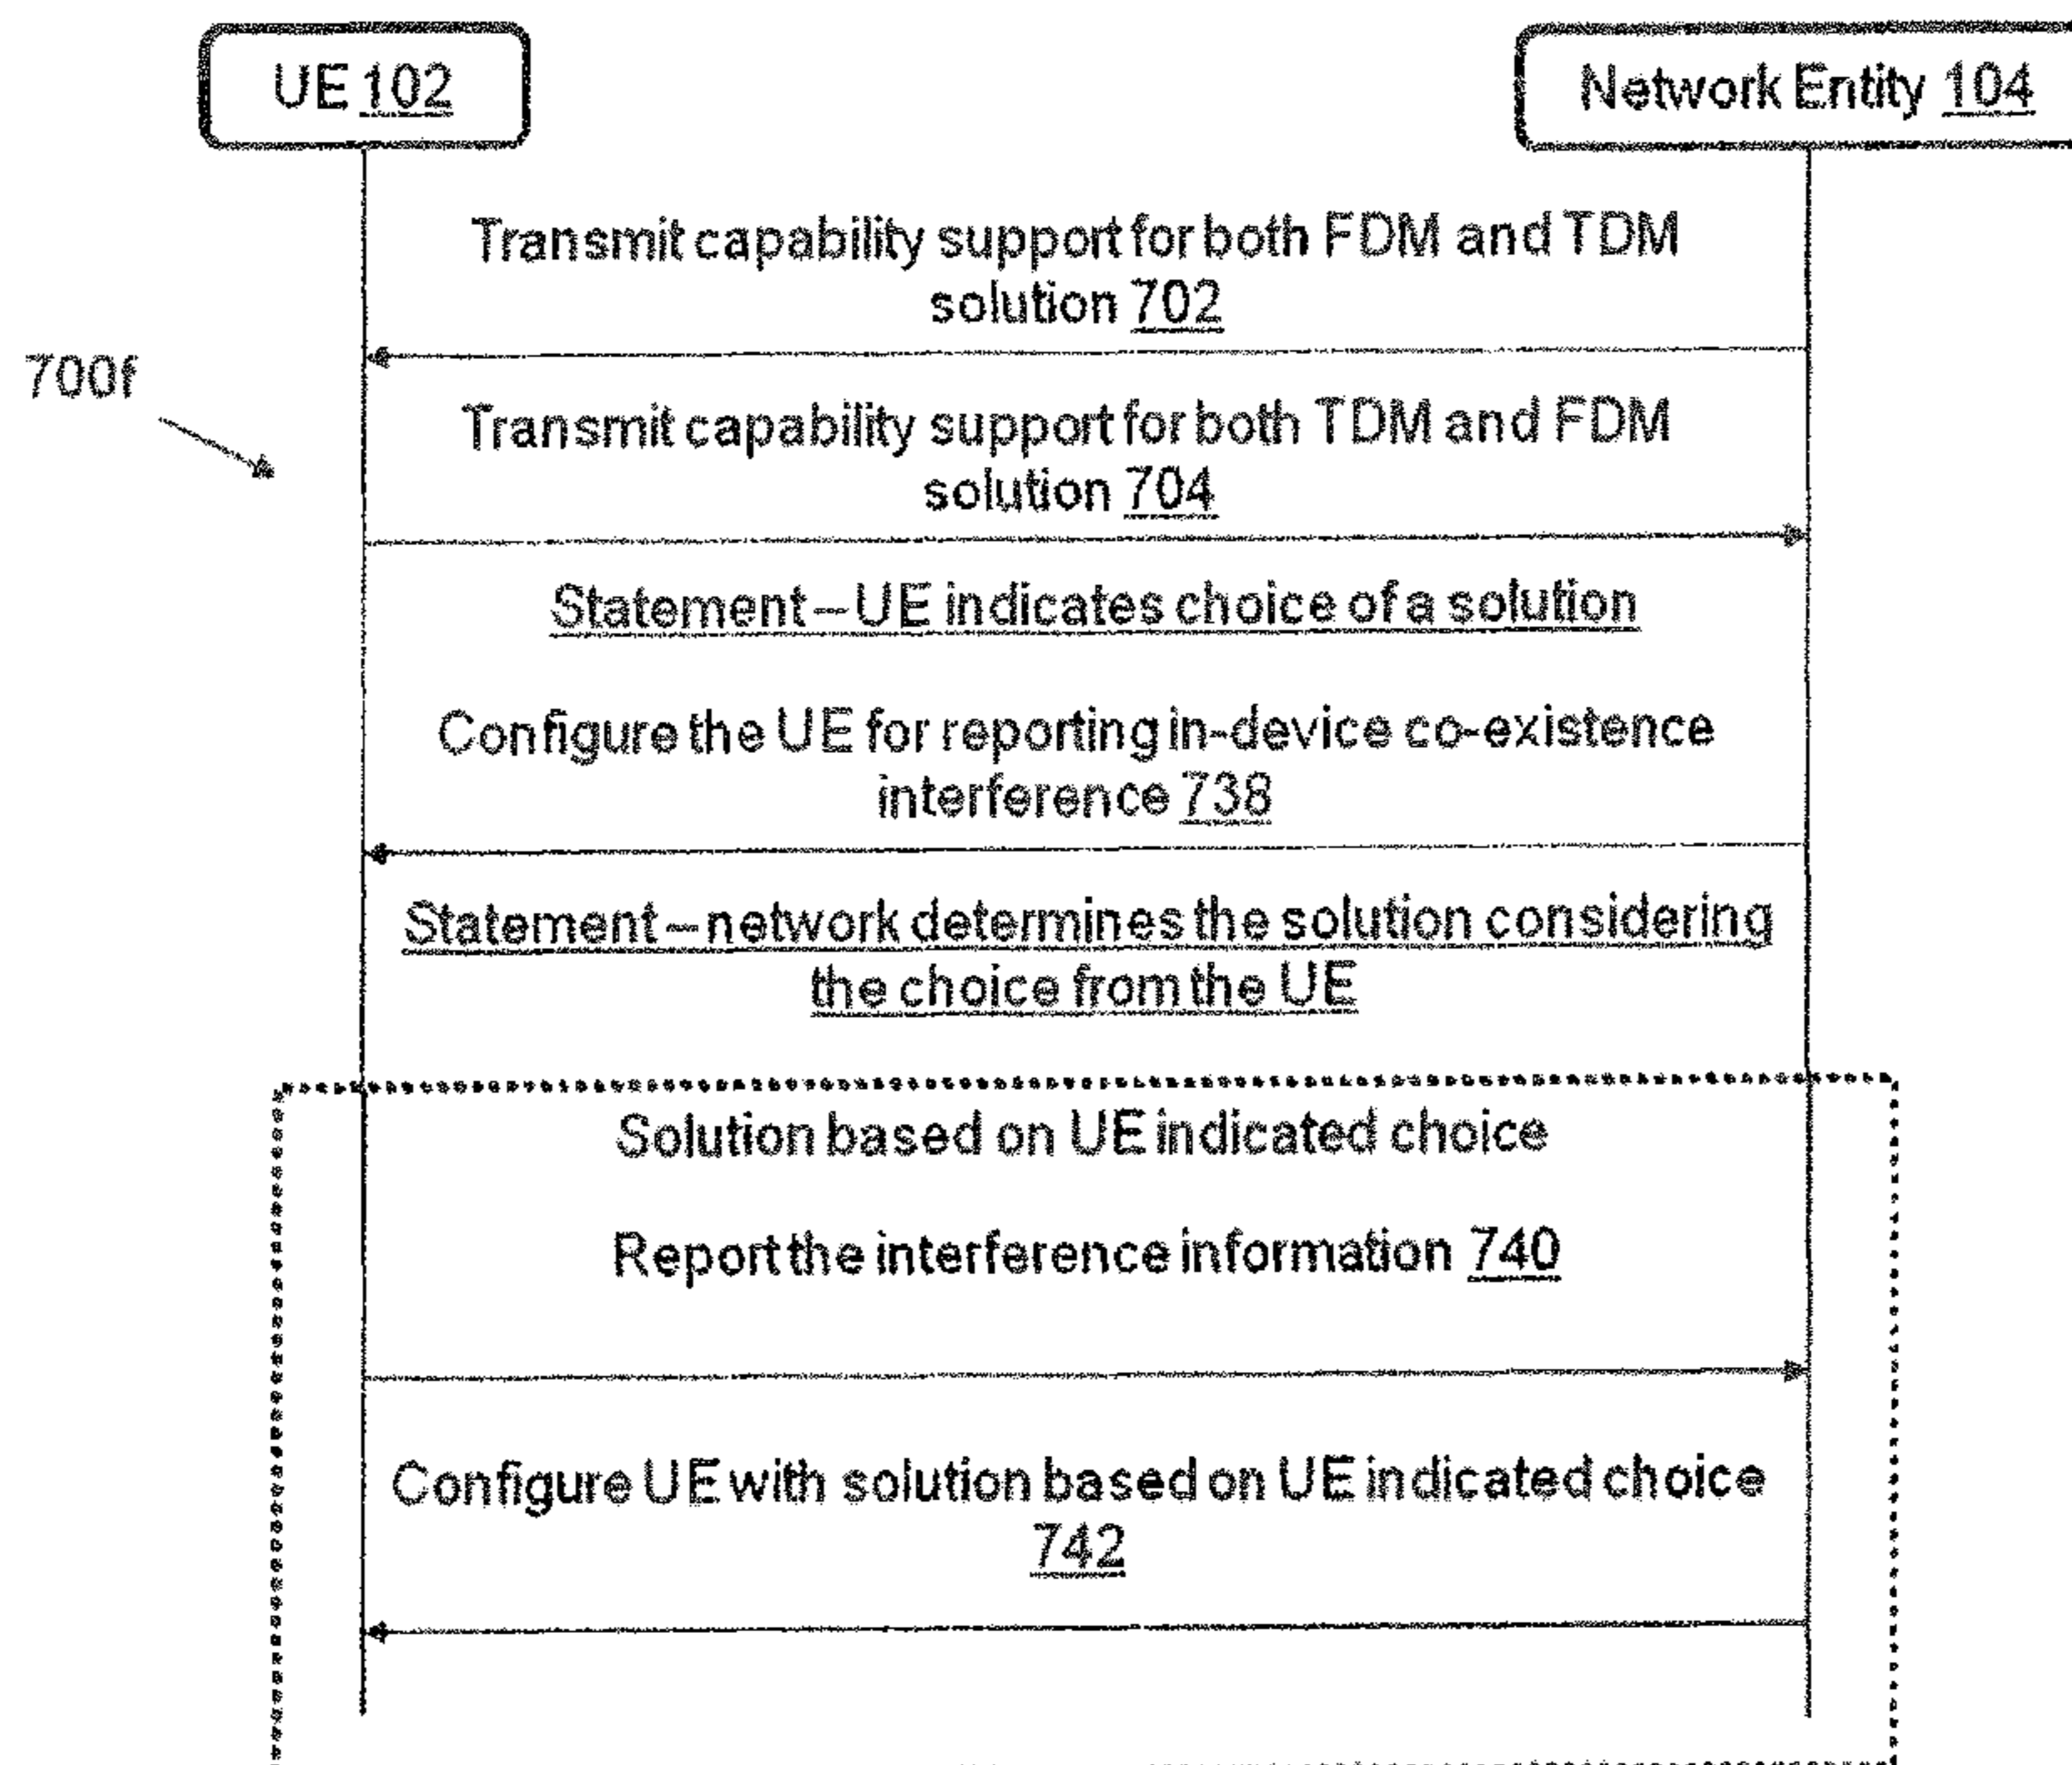 UE 102
Network Entity 104
Transmit capability support for both FDM and TDM
solution 702
700f
Transmit capability support for both TDM and FDM
solution 704
Statement – UE indicates choice of a solution
Configure the UE for reporting in-device co-existence
interference 738
Statement – network determines the solution considering
the choice from the UE
Solution based on UE indicated choice
Report the interference information 740
Configure UE with solution based on UE indicated choice
742